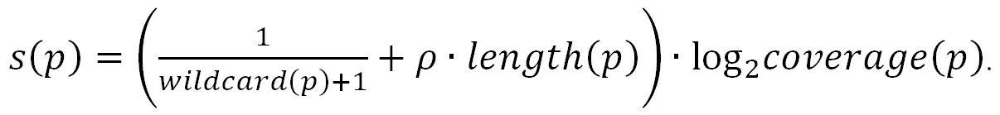 s(p) = (1/(wildcard(p)+1) + ρ · length(p)) · log₂coverage(p).